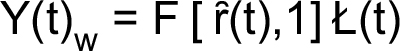 Y(t)w = F [ r̂(t),1] Ł(t)